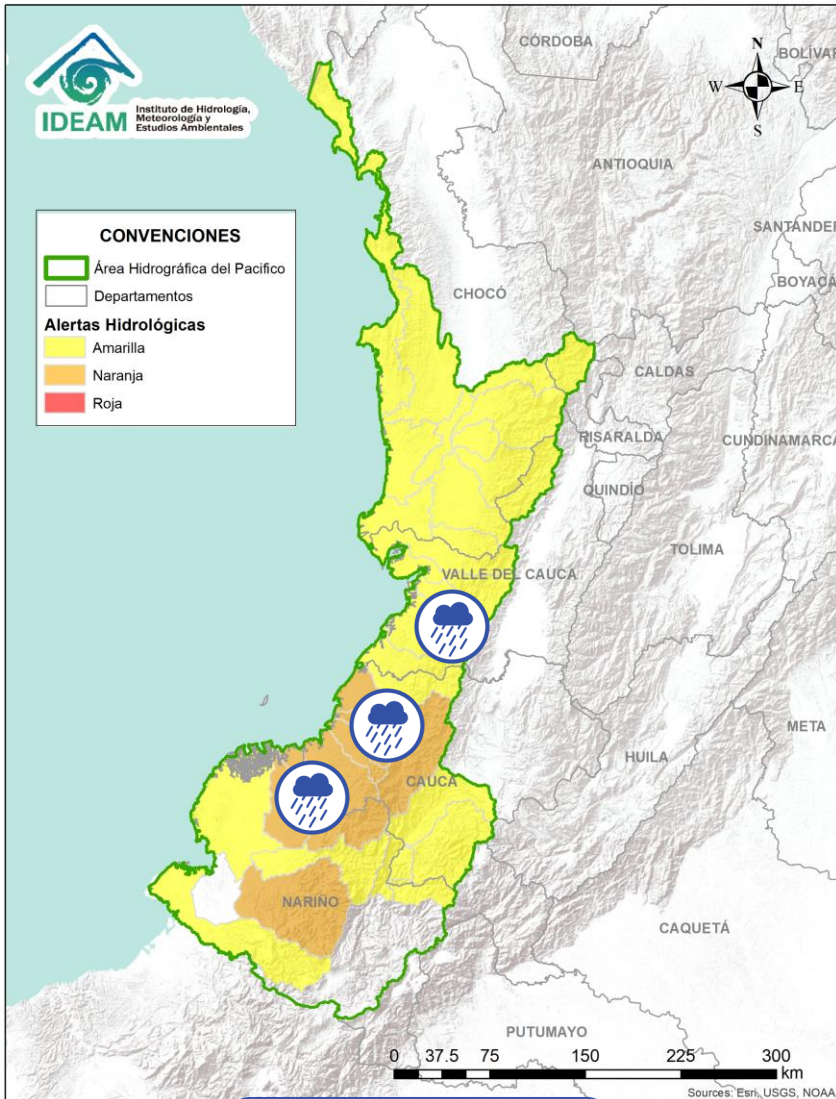 IDEAM
Instituto de Hidrología,
Meteorología y
Estudios Ambientales
N
W
E
S
CONVENCIONES
Área Hidrográfica del Pacifico
Departamentos
Alertas Hidrológicas
Amarilla
Naranja
Roja
CÓRDOBA
BOLÍVAR
ANTIOQUIA
SANTANDER
BOYACÁ
CHOCÓ
CALDAS
RISARALDA
CUNDINAMARCA
QUINDÍO
TOLIMA
VALLE DEL CAUCA
META
HUILA
CAUCA
NARIÑO
CAQUETÁ
PUTUMAYO
0 37.5 75 150 225 300
km
Sources: Esri, USGS, NOAA